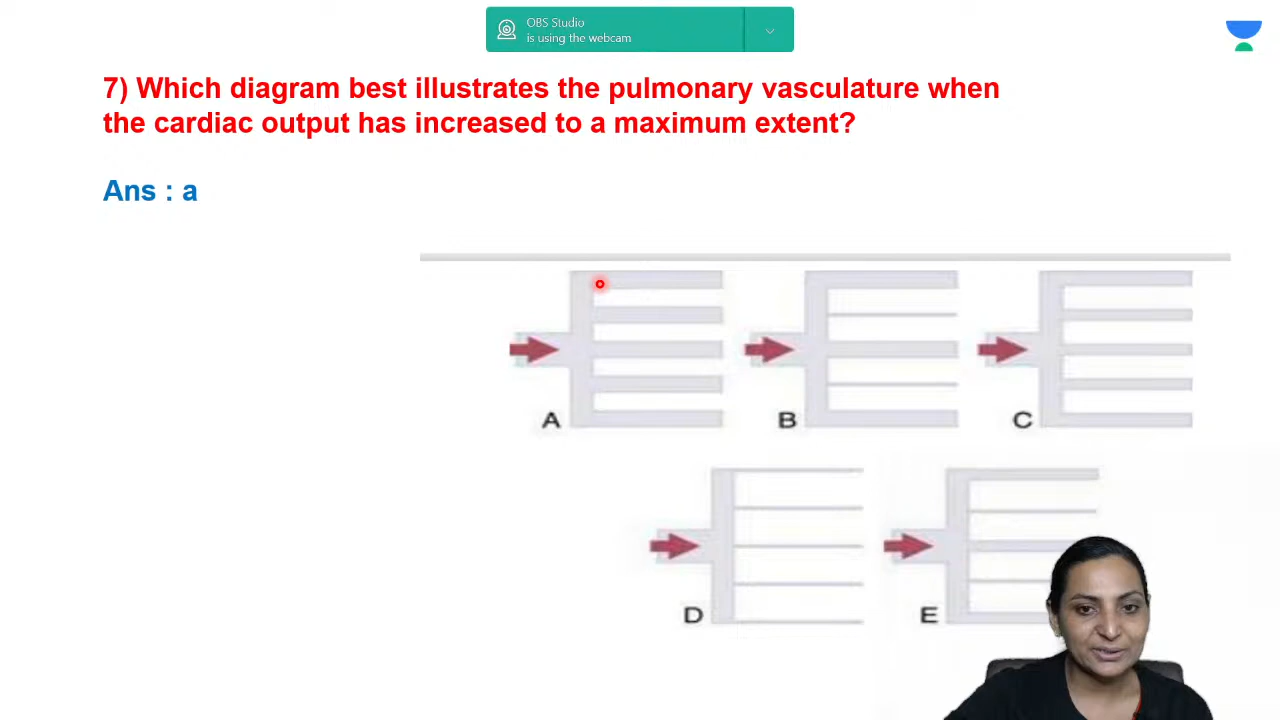 OBS Studio
is using the webcam
7) Which diagram best illustrates the pulmonary vasculature when
the cardiac output has increased to a maximum extent?
Ans : a
A
B
C
D
E